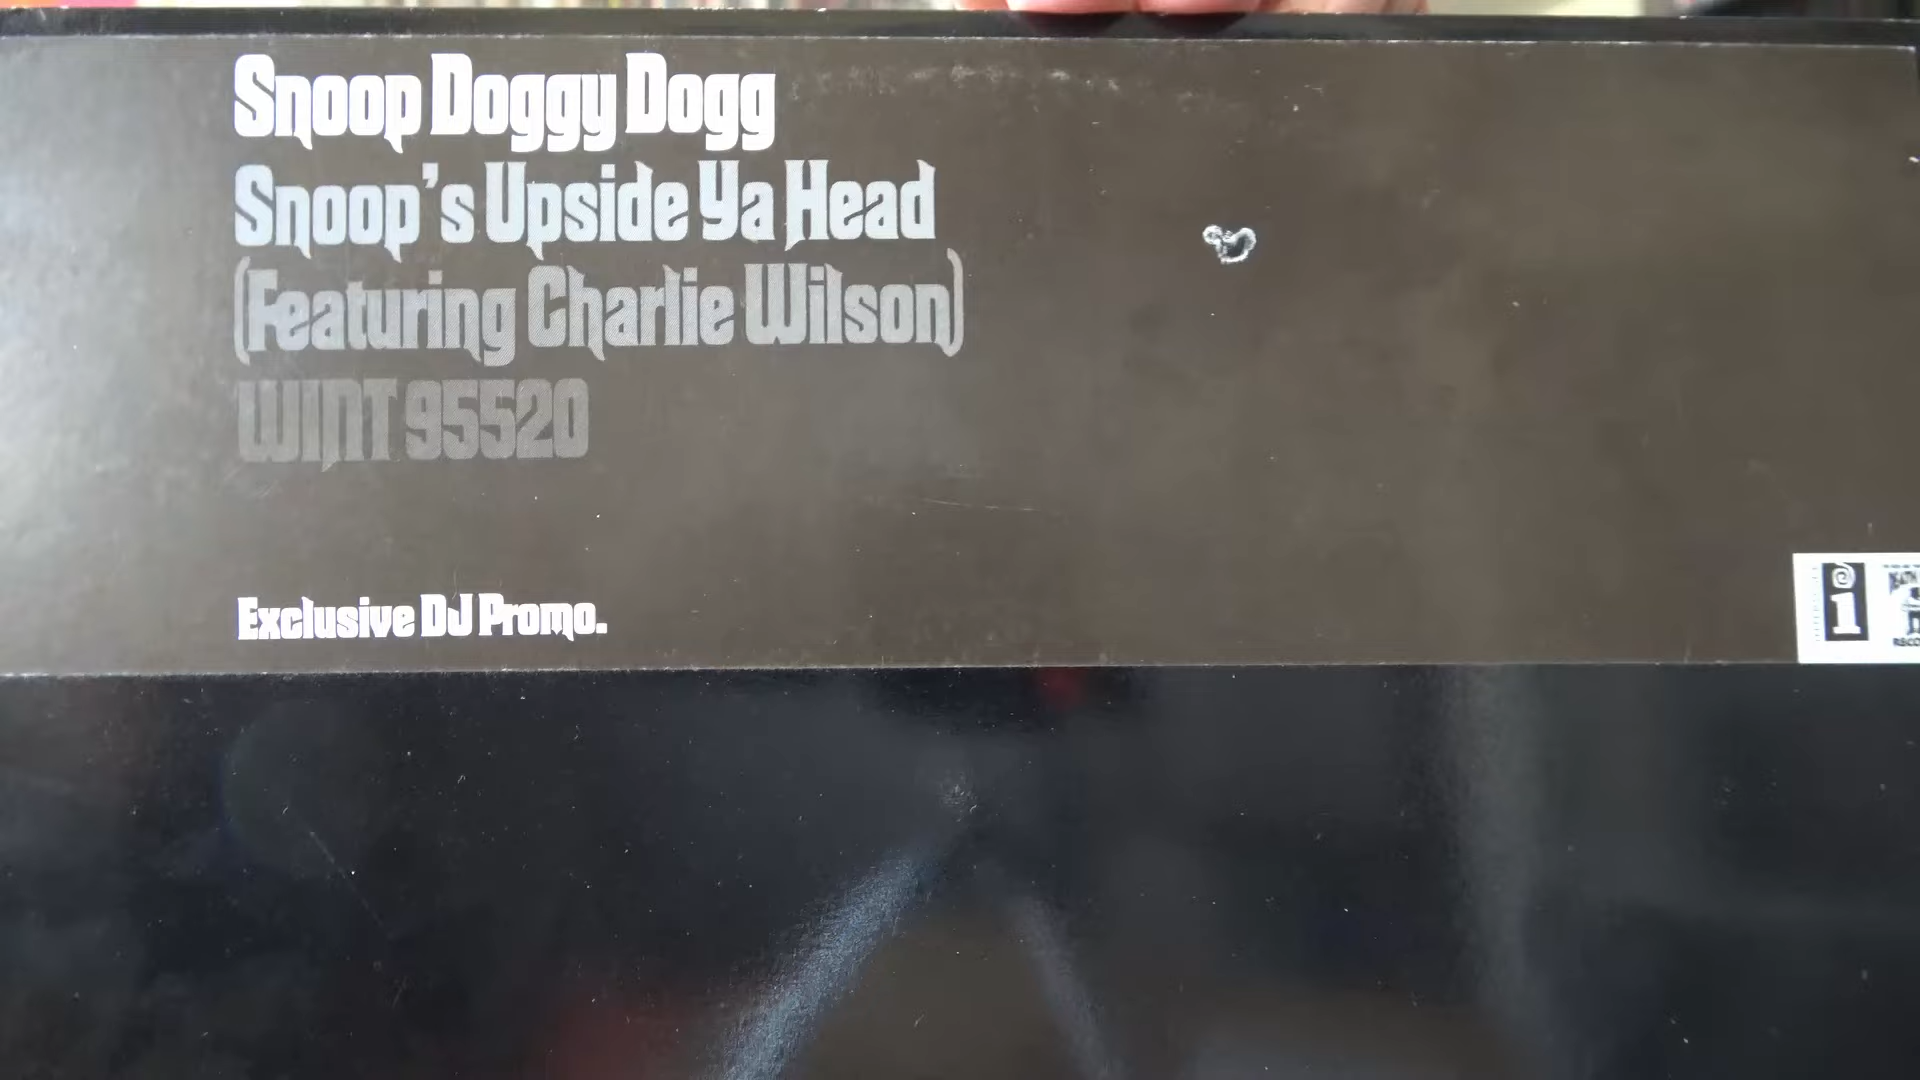 Snoop Doggy Dogg
Snoop's Upside Ya Head
(Featuring Charlie Wilson)
WINT 95520
Exclusive DJ Promo.
i